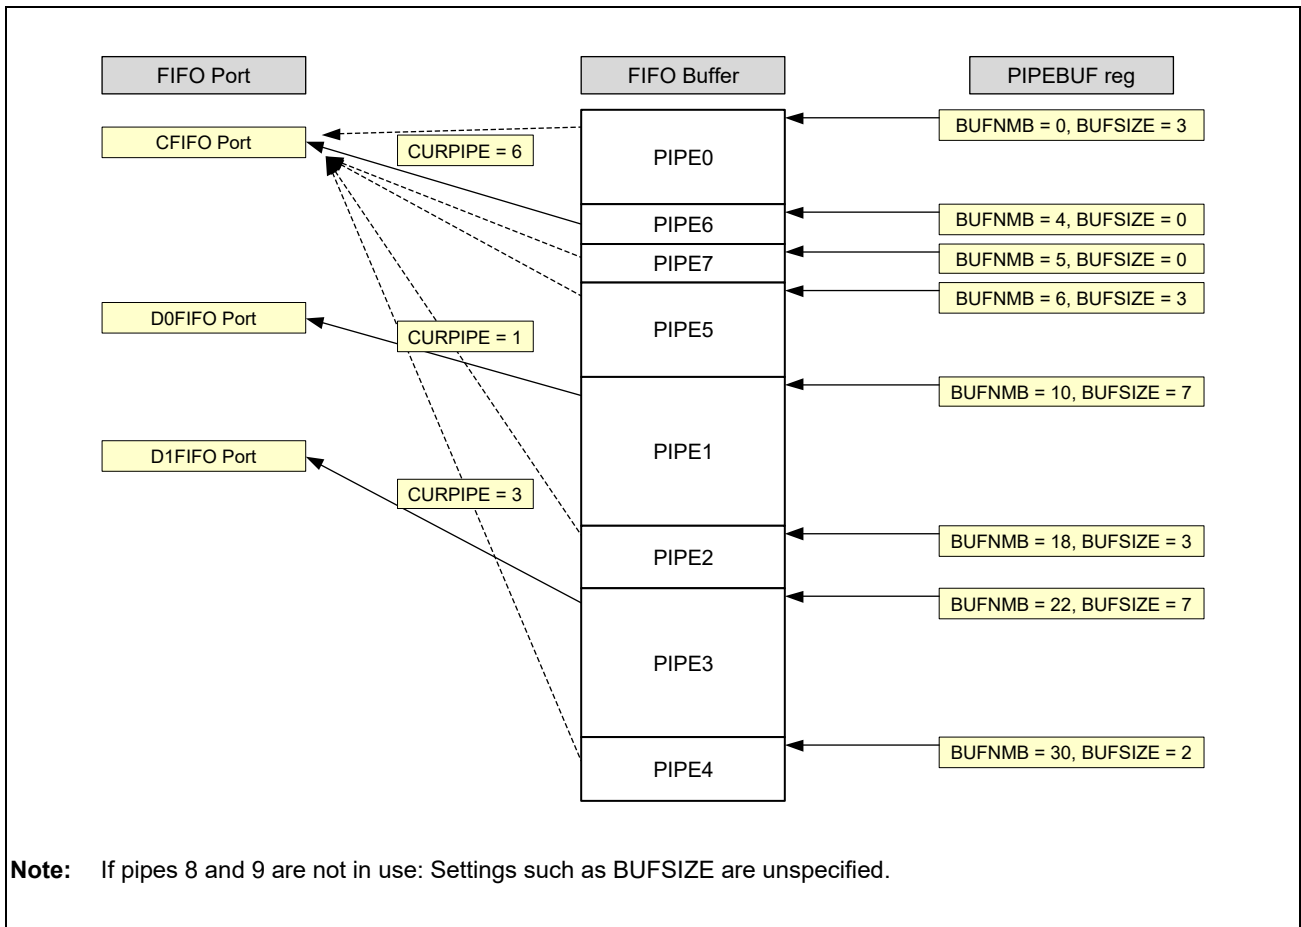 FIFO Port
FIFO Buffer
PIPEBUF reg
CFIFO Port
CURPIPE = 6
PIPE0
BUFNMB = 0, BUFSIZE = 3
PIPE6
BUFNMB = 4, BUFSIZE = 0
PIPE7
BUFNMB = 5, BUFSIZE = 0
D0FIFO Port
CURPIPE = 1
PIPE5
BUFNMB = 6, BUFSIZE = 3
PIPE1
BUFNMB = 10, BUFSIZE = 7
D1FIFO Port
CURPIPE = 3
PIPE2
BUFNMB = 18, BUFSIZE = 3
PIPE3
BUFNMB = 22, BUFSIZE = 7
PIPE4
BUFNMB = 30, BUFSIZE = 2
Note: If pipes 8 and 9 are not in use: Settings such as BUFSIZE are unspecified.